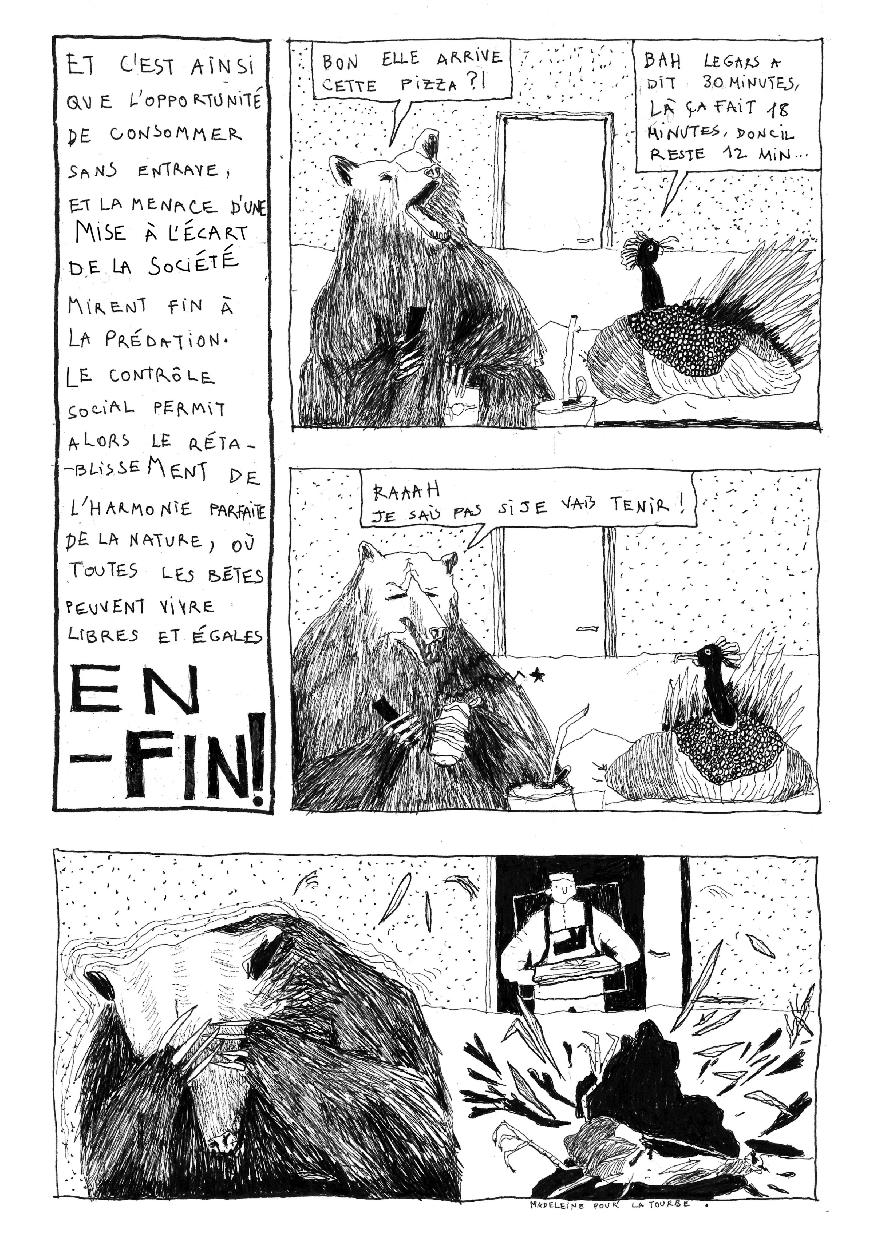 ET C'EST AINSI
QUE L'OPPORTUNITÉ
DE CONSOMMER
SANS ENTRAVE,
ET LA MENACE D'UNE
MISE À L'ÉCART
DE LA SOCIÉTÉ
MIRENT FIN À
LA PRÉDATION.
LE CONTRÔLE
SOCIAL PERMIT
ALORS LE RÉTA-
-BLISSEMENT DE
L'HARMONIE PARFAITE
DE LA NATURE, OÙ
TOUTES LES BÊTES
PEUVENT VIVRE
LIBRES ET ÉGALES
EN
-FIN!
BON ELLE ARRIVE
CETTE PIZZA?!
BAH LEGARS A
DIT 30 MINUTES,
LÀ ÇA FAIT 18
MINUTES, DONC IL
RESTE 12 MIN...
RAAAH
JE SAIS PAS SI JE VAIS TENIR!
MADELEINE POUR LA TOURBE.